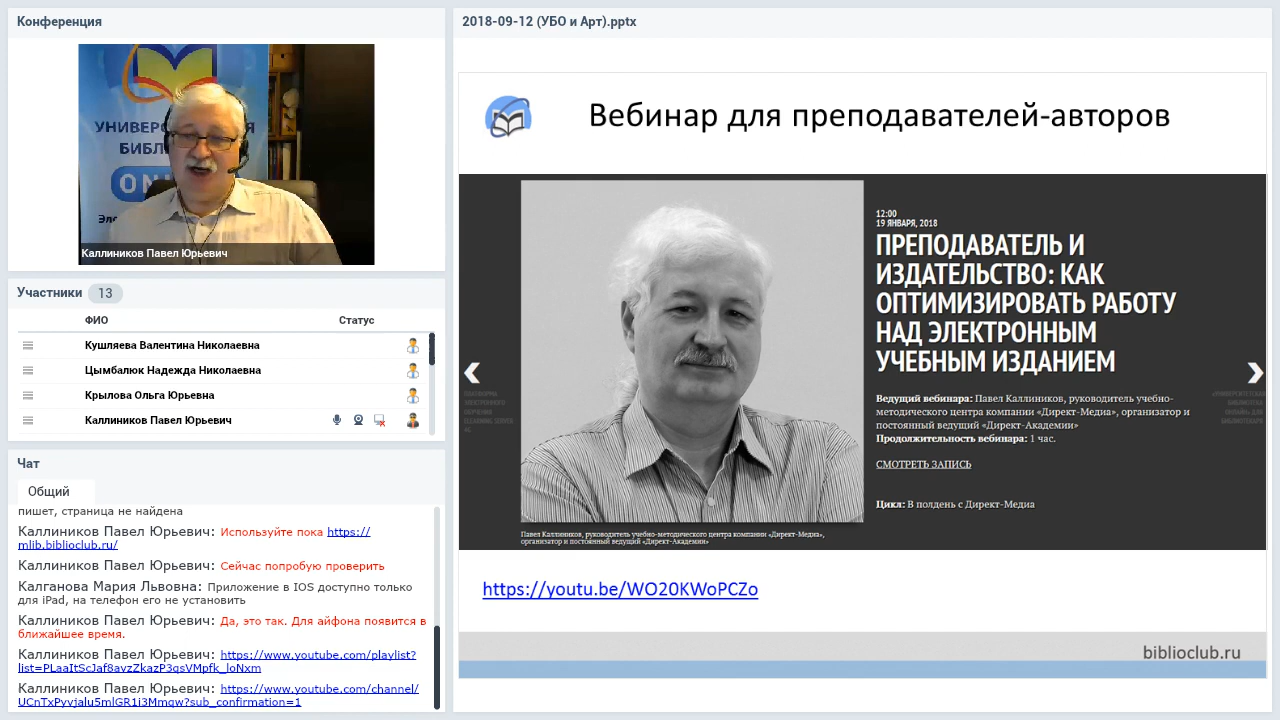 Конференция
УНИВЕРС
АЯ
БИБЛ
ON
Эле
Каллиников Павел Юрьевич
Участники 13
ФИО Статус
Кушляева Валентина Николаевна
Цымбалюк Надежда Николаевна
Крылова Ольга Юрьевна
Каллиников Павел Юрьевич
Чат
Общий
пишет, страница не найдена
Каллиников Павел Юрьевич: Используйте пока https://
mlib.biblioclub.ru/
Каллиников Павел Юрьевич: Сейчас попробую проверить
Калганова Мария Львовна: Приложение в IOS доступно только
для iPad, на телефон его не установить
Каллиников Павел Юрьевич: Да, это так. Для айфона появится в
ближайшее время.
Каллиников Павел Юрьевич: https://www.youtube.com/playlist?
list=PLaaItScJaf8avzZkazP3qsVMpfk_loNxm
Каллиников Павел Юрьевич: https://www.youtube.com/channel/
UCnTxPyvjalu5mlGR1i3Mmqw?sub_confirmation=1
2018-09-12 (УБО и Арт).pptx
Вебинар для преподавателей-авторов
12:00
19 ЯНВАРЯ, 2018
ПРЕПОДАВАТЕЛЬ И
ИЗДАТЕЛЬСТВО: КАК
ОПТИМИЗИРОВАТЬ РАБОТУ
НАД ЭЛЕКТРОННЫМ
УЧЕБНЫМ ИЗДАНИЕМ
Ведущий вебинара: Павел Каллиников, руководитель учебно-
методического центра компании «Директ-Медиа», организатор и
постоянный ведущий «Директ-Академии»
Продолжительность вебинара: 1 час.
СМОТРЕТЬ ЗАПИСЬ
Цикл: В полдень с Директ-Медиа
Павел Каллиников, руководитель учебно-методического центра компании «Директ-Медиа»,
организатор и постоянный ведущий «Директ-Академии»
https://youtu.be/WO20KWoPCZo
biblioclub.ru